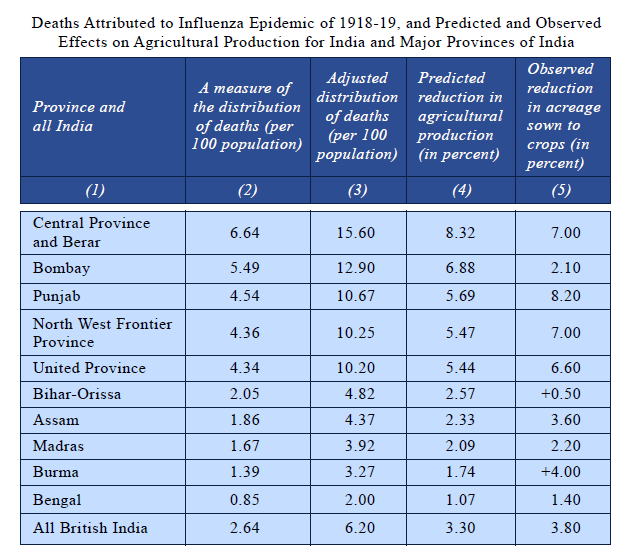 Deaths Attributed to Influenza Epidemic of 1918-19, and Predicted and Observed
Effects on Agricultural Production for India and Major Provinces of India
Province and
all India
A measure of
the distribution
of deaths (per
100 population)
Adjusted
distribution
of deaths
(per 100
population)
Predicted
reduction in
agricultural
production
(in percent)
Observed
reduction
in acreage
sown to
crops (in
percent)
(1) (2) (3) (4) (5)
Central Province
and Berar
6.64 15.60 8.32 7.00
Bombay 5.49 12.90 6.88 2.10
Punjab 4.54 10.67 5.69 8.20
North West Frontier
Province
4.36 10.25 5.47 7.00
United Province 4.34 10.20 5.44 6.60
Bihar-Orissa 2.05 4.82 2.57 +0.50
Assam 1.86 4.37 2.33 3.60
Madras 1.67 3.92 2.09 2.20
Burma 1.39 3.27 1.74 +4.00
Bengal 0.85 2.00 1.07 1.40
All British India 2.64 6.20 3.30 3.80